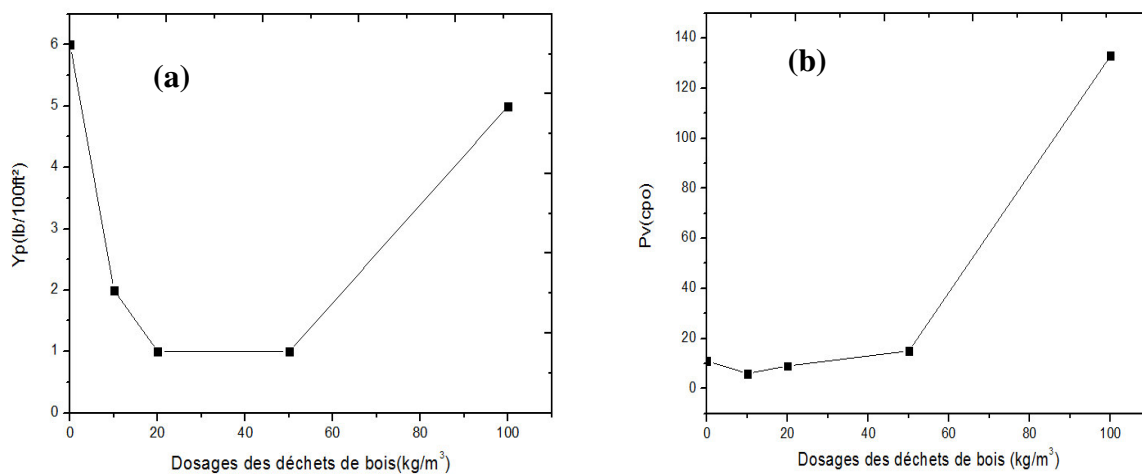 (a)
Yp(lb/100ft²)
6
5
4
3
2
1
0
0 20 40 60 80 100
Dosages des déchets de bois(kg/m³)
(b)
Pv(cpo)
140
120
100
80
60
40
20
0
0 20 40 60 80 100
Dosages des déchets de bois(kg/m³)